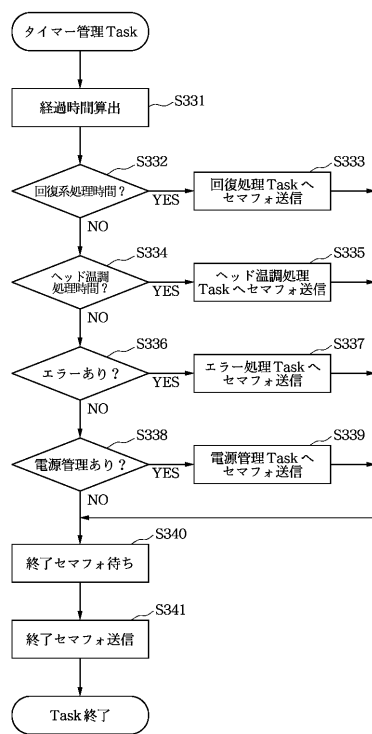 タイマー管理Task
経過時間算出
S331
回復系処理時間？
S332
YES
NO
回復処理Taskへ
セマフォ送信
S333
ヘッド温調
処理時間？
S334
YES
NO
ヘッド温調処理
Taskへセマフォ送信
S335
エラーあり？
S336
YES
NO
エラー処理Taskへ
セマフォ送信
S337
電源管理あり？
S338
YES
NO
電源管理Taskへ
セマフォ送信
S339
終了セマフォ待ち
S340
終了セマフォ送信
S341
Task終了